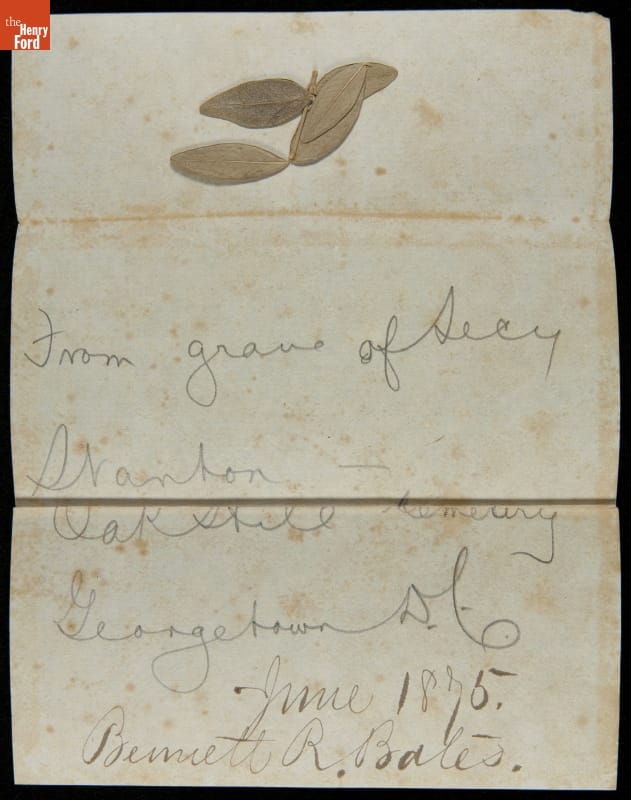 the
Henry
Ford
From grave of Secy
Stanton —
Oak Hill Cemetery
Georgetown D.C.
June 1875.
Bennett R. Bates.